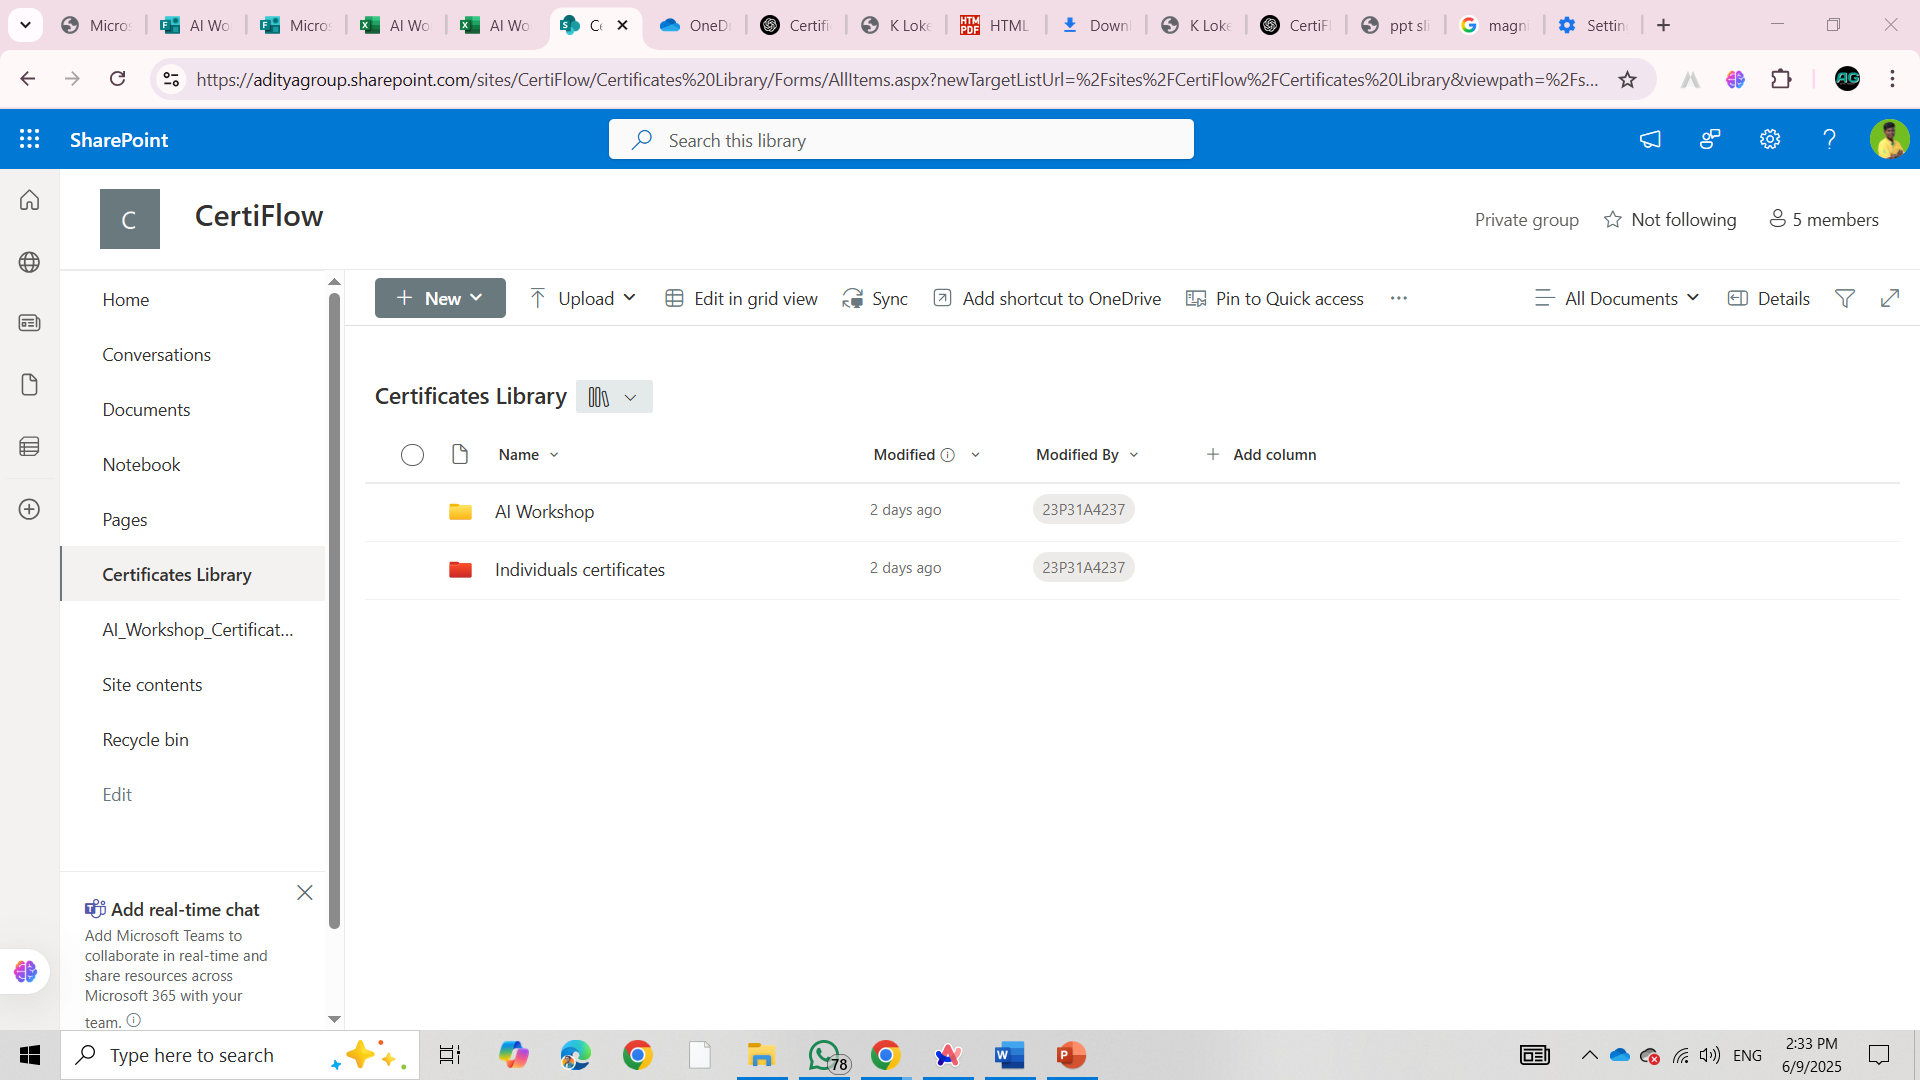 Micros
AI Wo
Micros
AI Wo
AI Wo
Ce
OneDr
Certific
K Loke
HTML
Downl
K Loke
CertiFl
ppt sli
magni
Setting
https://adityagroup.sharepoint.com/sites/CertiFlow/Certificates%20Library/Forms/AllItems.aspx?newTargetListUrl=%2Fsites%2FCertiFlow%2FCertificates%20Library&viewpath=%2Fs...
SharePoint
Search this library
C
CertiFlow
Private group
Not following
5 members
Home
Conversations
Documents
Notebook
Pages
Certificates Library
AI_Workshop_Certificat...
Site contents
Recycle bin
Edit
Add real-time chat
Add Microsoft Teams to
collaborate in real-time and
share resources across
Microsoft 365 with your
team.
New
Upload
Edit in grid view
Sync
Add shortcut to OneDrive
Pin to Quick access
All Documents
Details
Certificates Library
Name
Modified
Modified By
Add column
AI Workshop
2 days ago
23P31A4237
Individuals certificates
2 days ago
23P31A4237
Type here to search
78
ENG
2:33 PM
6/9/2025